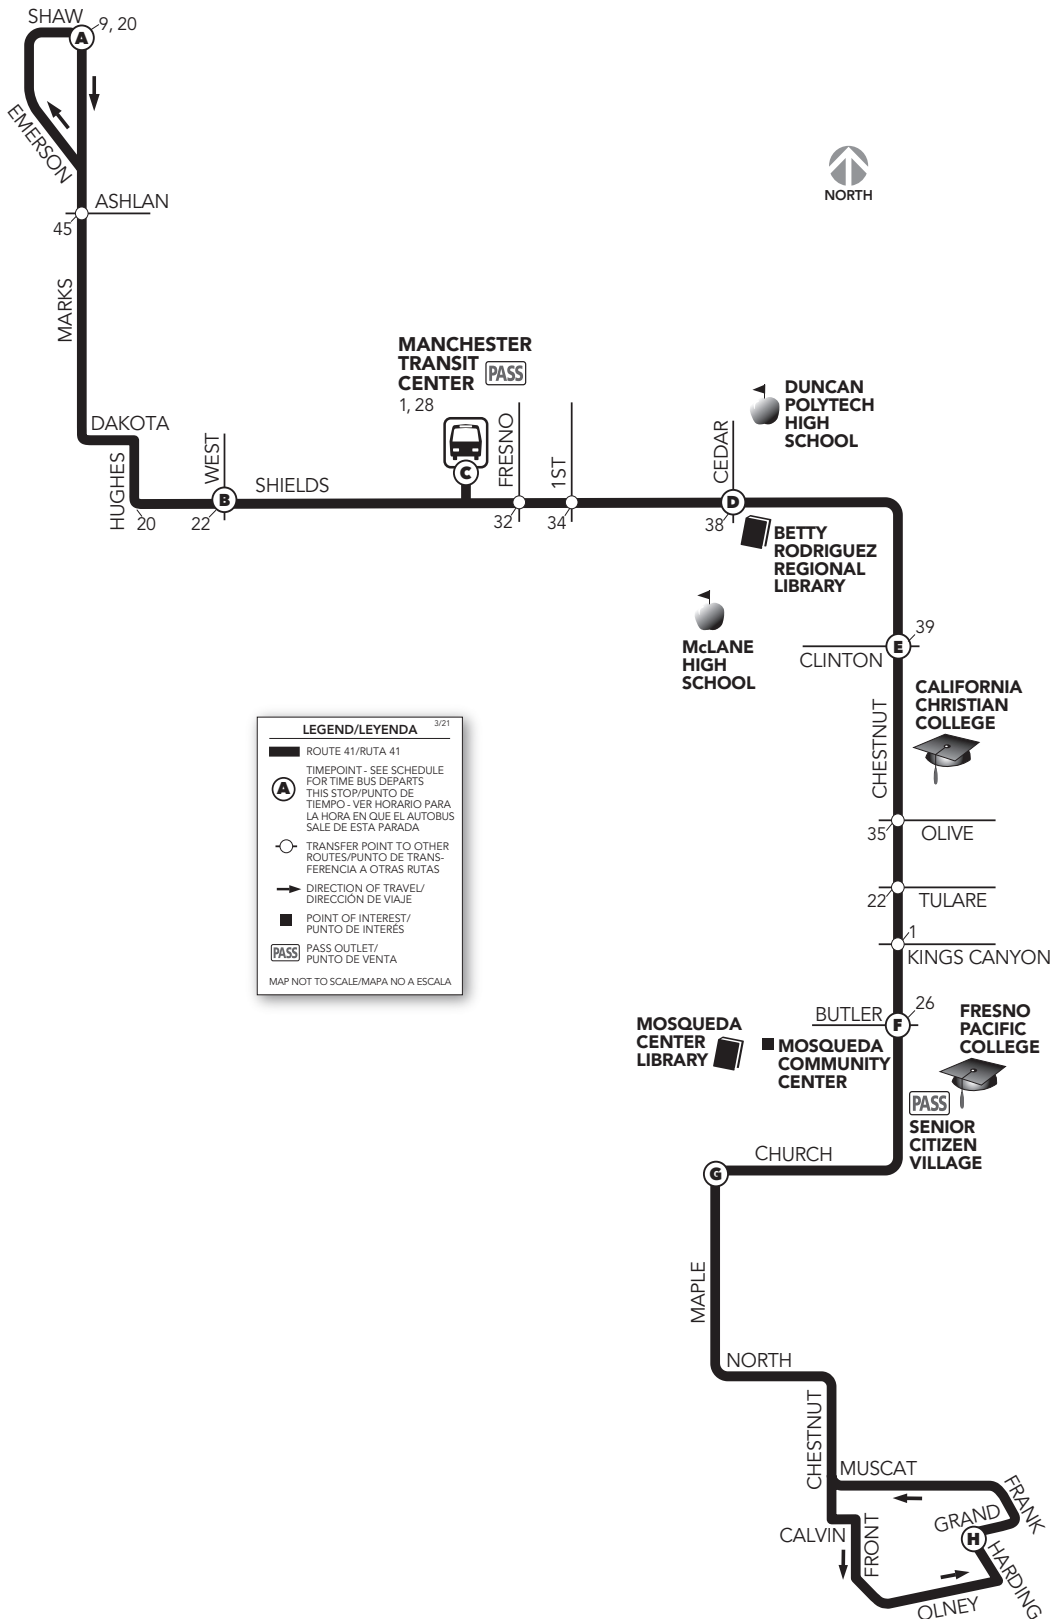 SHAW
A
9, 20
EMERSON
ASHLAN
45
MARKS
NORTH
MANCHESTER
TRANSIT
CENTER PASS
1, 28
DAKOTA
HUGHES
20
WEST
B
22
SHIELDS
C
FRESNO
32
1ST
34
CEDAR
D
38
DUNCAN
POLYTECH
HIGH
SCHOOL
BETTY
RODRIGUEZ
REGIONAL
LIBRARY
McLANE
HIGH
SCHOOL
39
E
CLINTON
CALIFORNIA
CHRISTIAN
COLLEGE
CHESTNUT
35
OLIVE
22
TULARE
1
KINGS CANYON
BUTLER
F
26
FRESNO
PACIFIC
COLLEGE
MOSQUEDA
CENTER
LIBRARY
MOSQUEDA
COMMUNITY
CENTER
PASS
SENIOR
CITIZEN
VILLAGE
CHURCH
G
MAPLE
NORTH
CHESTNUT
MUSCAT
FRANK
GRAND
H
HARDING
CALVIN
FRONT
OLNEY
LEGEND/LEYENDA 3/21
ROUTE 41/RUTA 41
A
TIMEPOINT - SEE SCHEDULE
FOR TIME BUS DEPARTS
THIS STOP/PUNTO DE
TIEMPO - VER HORARIO PARA
LA HORA EN QUE EL AUTOBUS
SALE DE ESTA PARADA
TRANSFER POINT TO OTHER
ROUTES/PUNTO DE TRANS-
FERENCIA A OTRAS RUTAS
DIRECTION OF TRAVEL/
DIRECCIÓN DE VIAJE
POINT OF INTEREST/
PUNTO DE INTERÉS
PASS
PASS OUTLET/
PUNTO DE VENTA
MAP NOT TO SCALE/MAPA NO A ESCALA